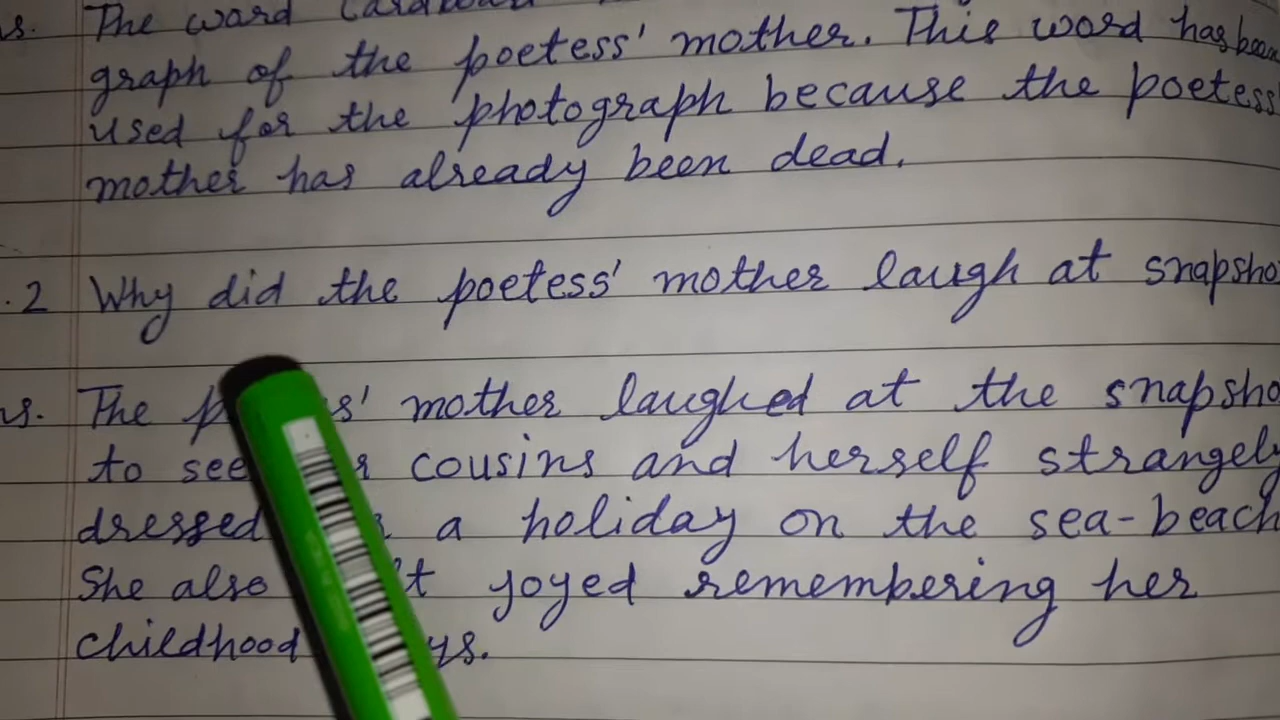 s. The word Cardboard
graph of the poetess' mother. This word has been
used for the photograph because the poetess
mother has already been dead.
.2 Why did the poetess' mother laugh at snapsho
s. The s' mother laughed at the snapsho
to see cousins and herself strangely
dressed a holiday on the sea-beach
She also t joyed remembering her
childhood ys.